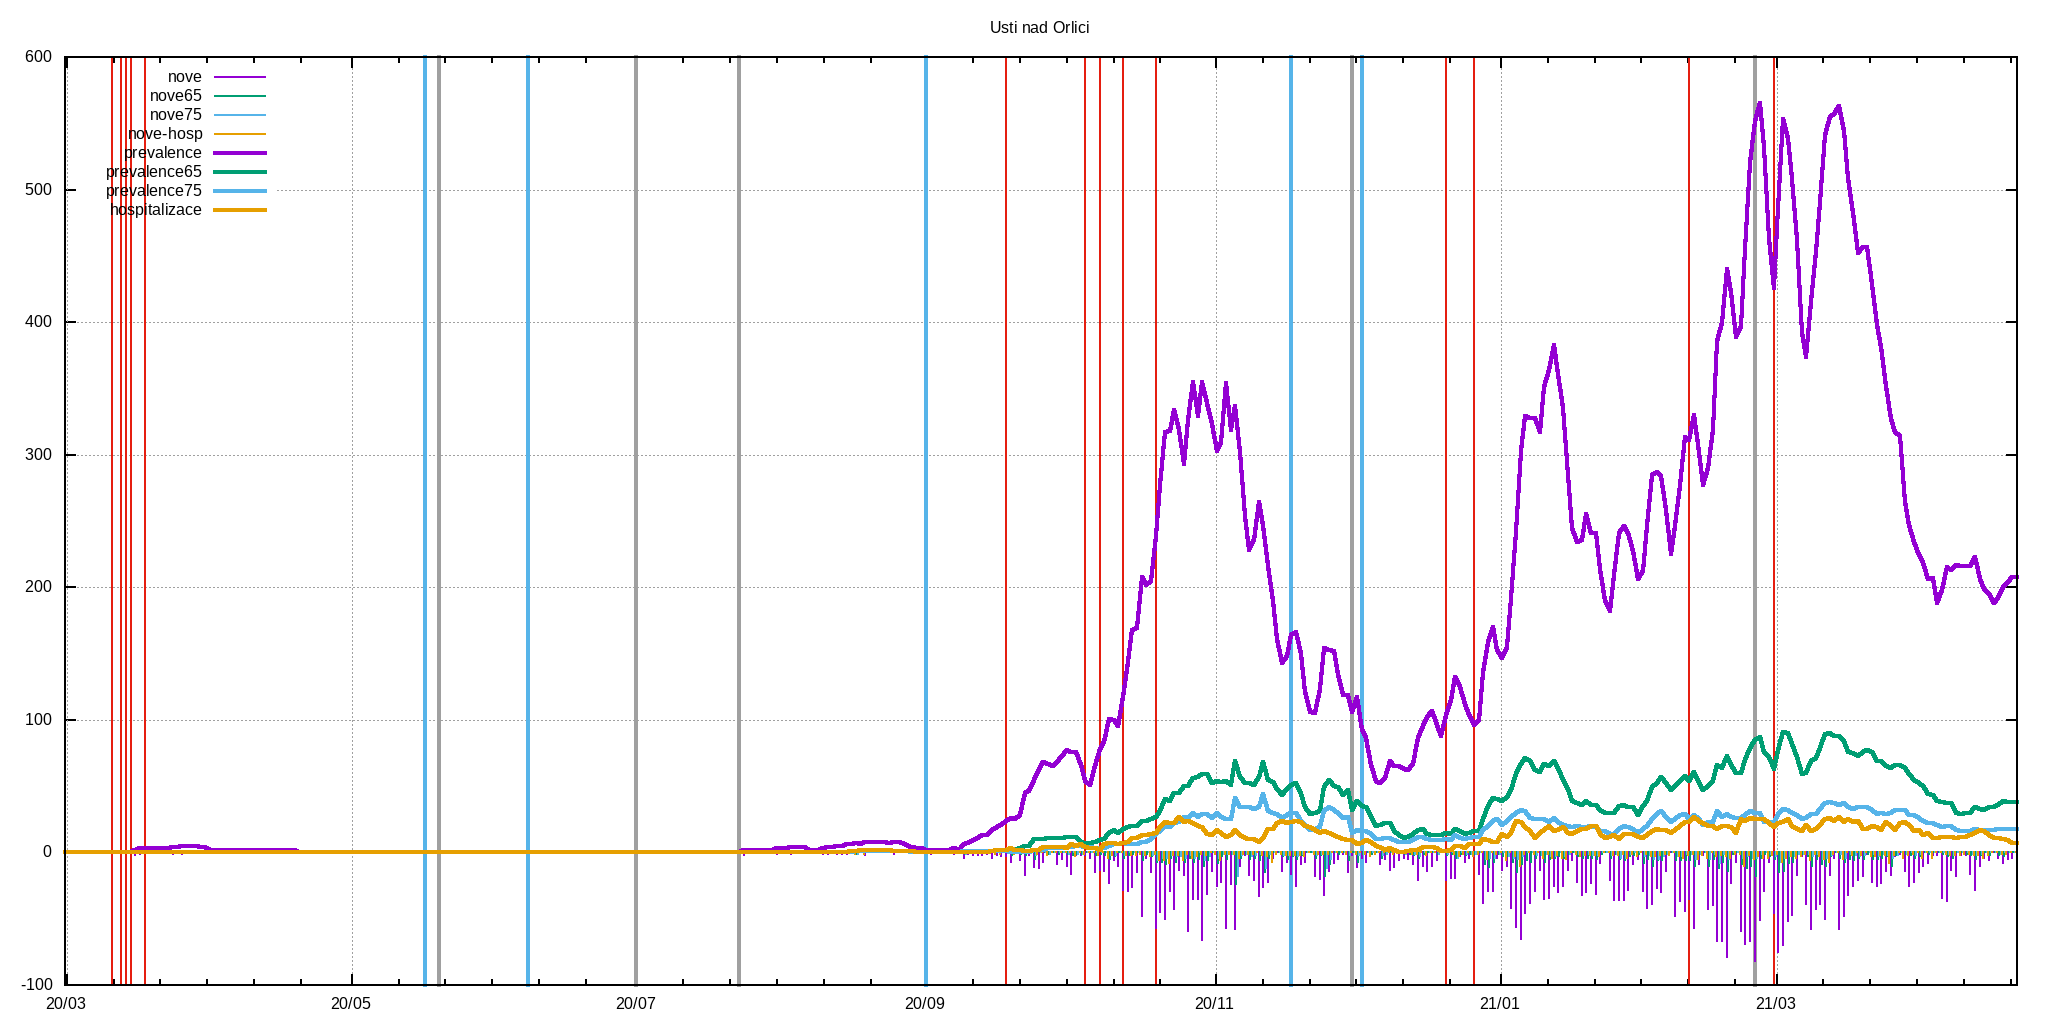 Usti nad Orlici
600
500
400
300
200
100
0
-100
nove
nove65
nove75
nove-hosp
prevalence
prevalence65
prevalence75
hospitalizace
20/03 20/05 20/07 20/09 20/11 21/01 21/03